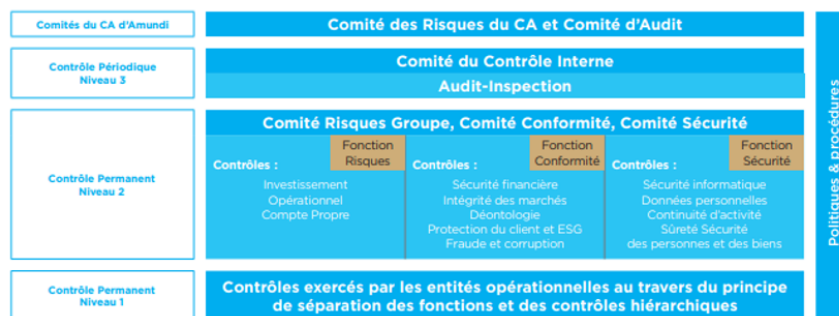 Comités du CA d'Amundi
Comité des Risques du CA et Comité d'Audit
Contrôle Périodique
Niveau 3
Comité du Contrôle Interne
Audit-Inspection
Contrôle Permanent
Niveau 2
Comité Risques Groupe, Comité Conformité, Comité Sécurité
Contrôles :
Fonction
Risques
Investissement
Opérationnel
Compte Propre
Contrôles :
Fonction
Conformité
Sécurité financière
Intégrité des marchés
Déontologie
Protection du client et ESG
Fraude et corruption
Contrôles :
Fonction
Sécurité
Sécurité informatique
Données personnelles
Continuité d'activité
Sûreté Sécurité
des personnes et des biens
Contrôle Permanent
Niveau 1
Contrôles exercés par les entités opérationnelles au travers du principe
de séparation des fonctions et des contrôles hiérarchiques
Politiques & procédures